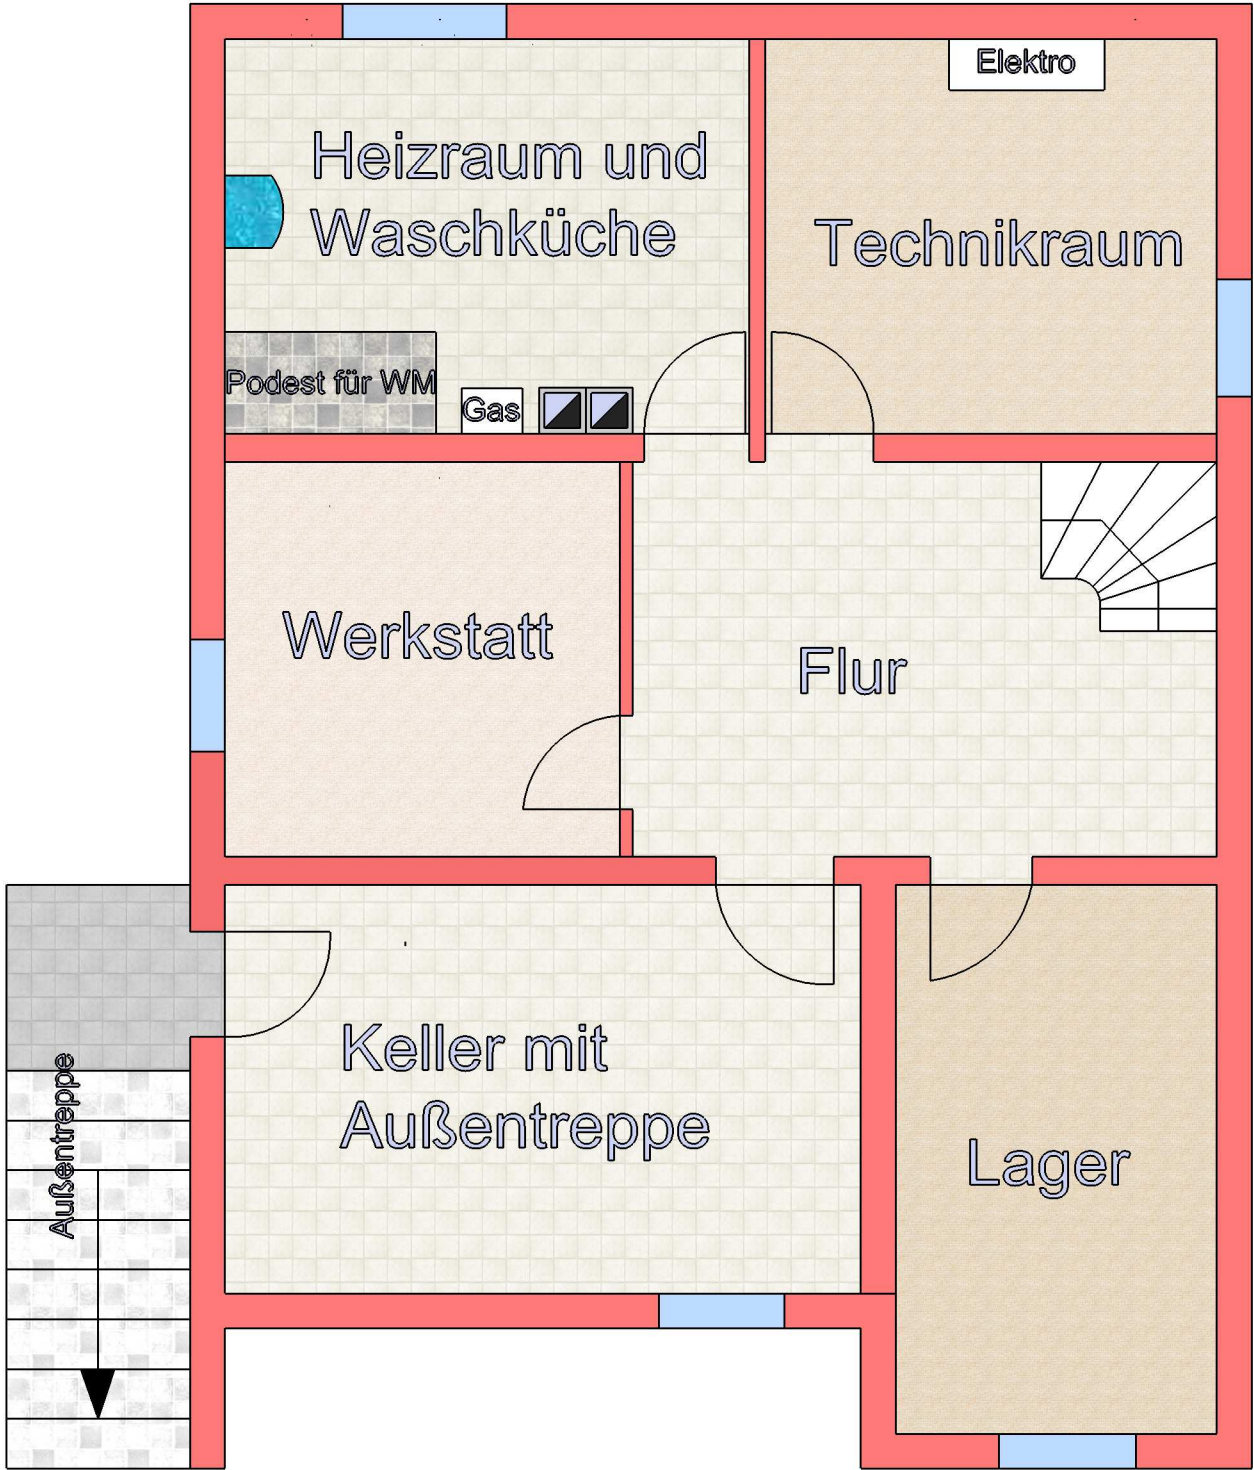 Elektro
Heizraum und
Waschküche
Technikraum
Podest für WM
Gas
Werkstatt
Flur
Keller mit
Außentreppe
Außentreppe
Lager